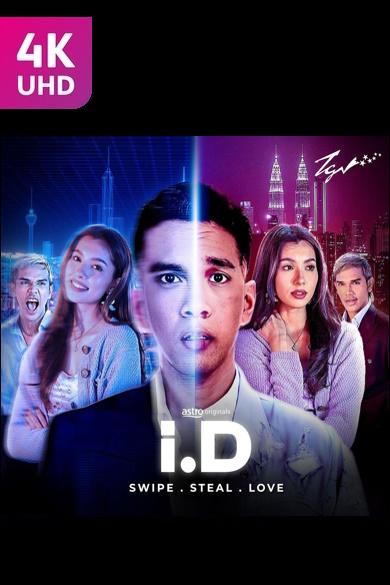 4K
UHD
astro originals
i.D
SWIPE . STEAL . LOVE